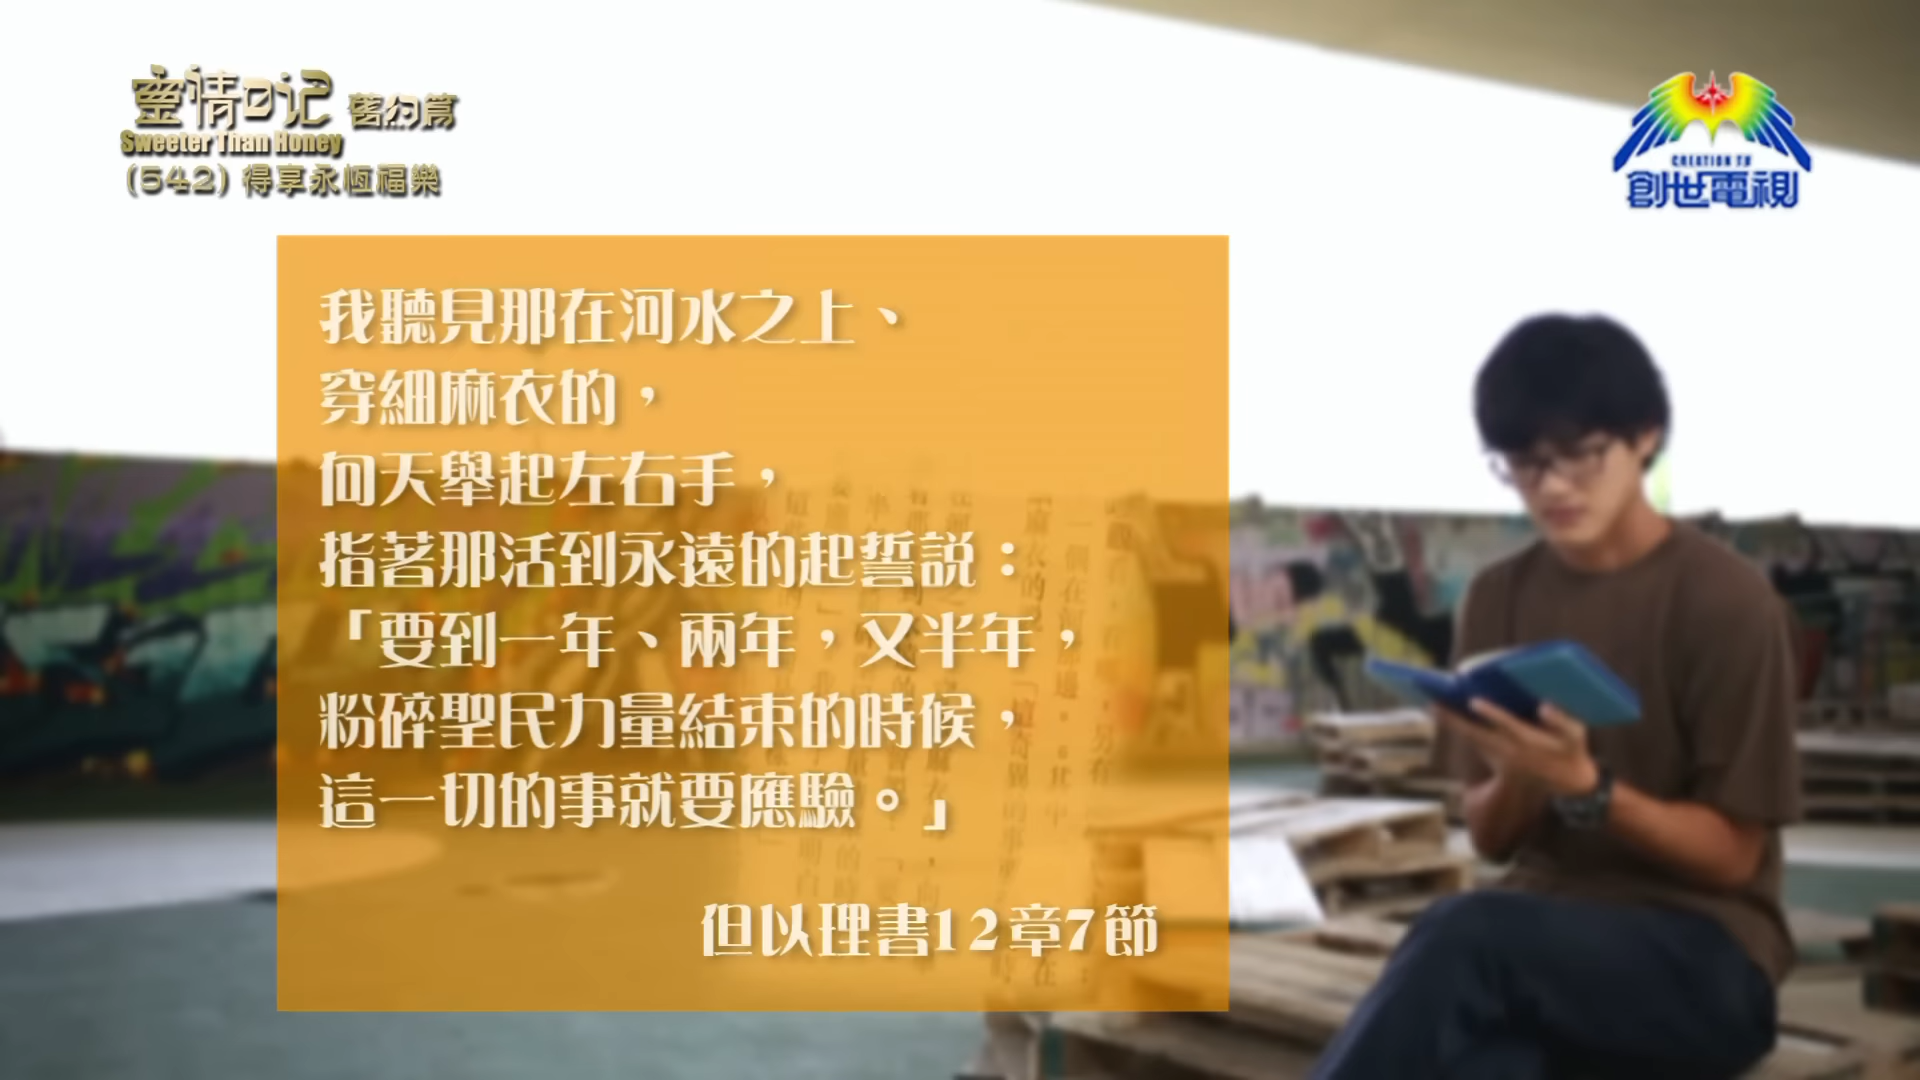 靈情日记 舊約篇
Sweeter Than Honey
(542) 得享永恆福樂
CREATION TV
創世電視
我聽見那在河水之上、
穿細麻衣的，
向天舉起左右手，
指著那活到永遠的起誓說：
「要到一年、兩年，又半年，
粉碎聖民力量結束的時候，
這一切的事就要應驗。」
但以理書12章7節